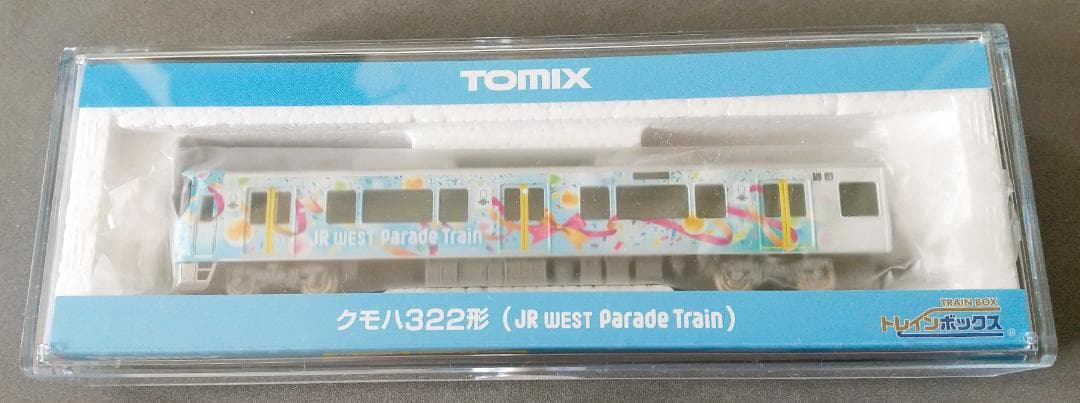 TOMIX
JR WEST Parade Train
クモハ322形 (JR WEST Parade Train)
TRAIN BOX
トレインボックス®